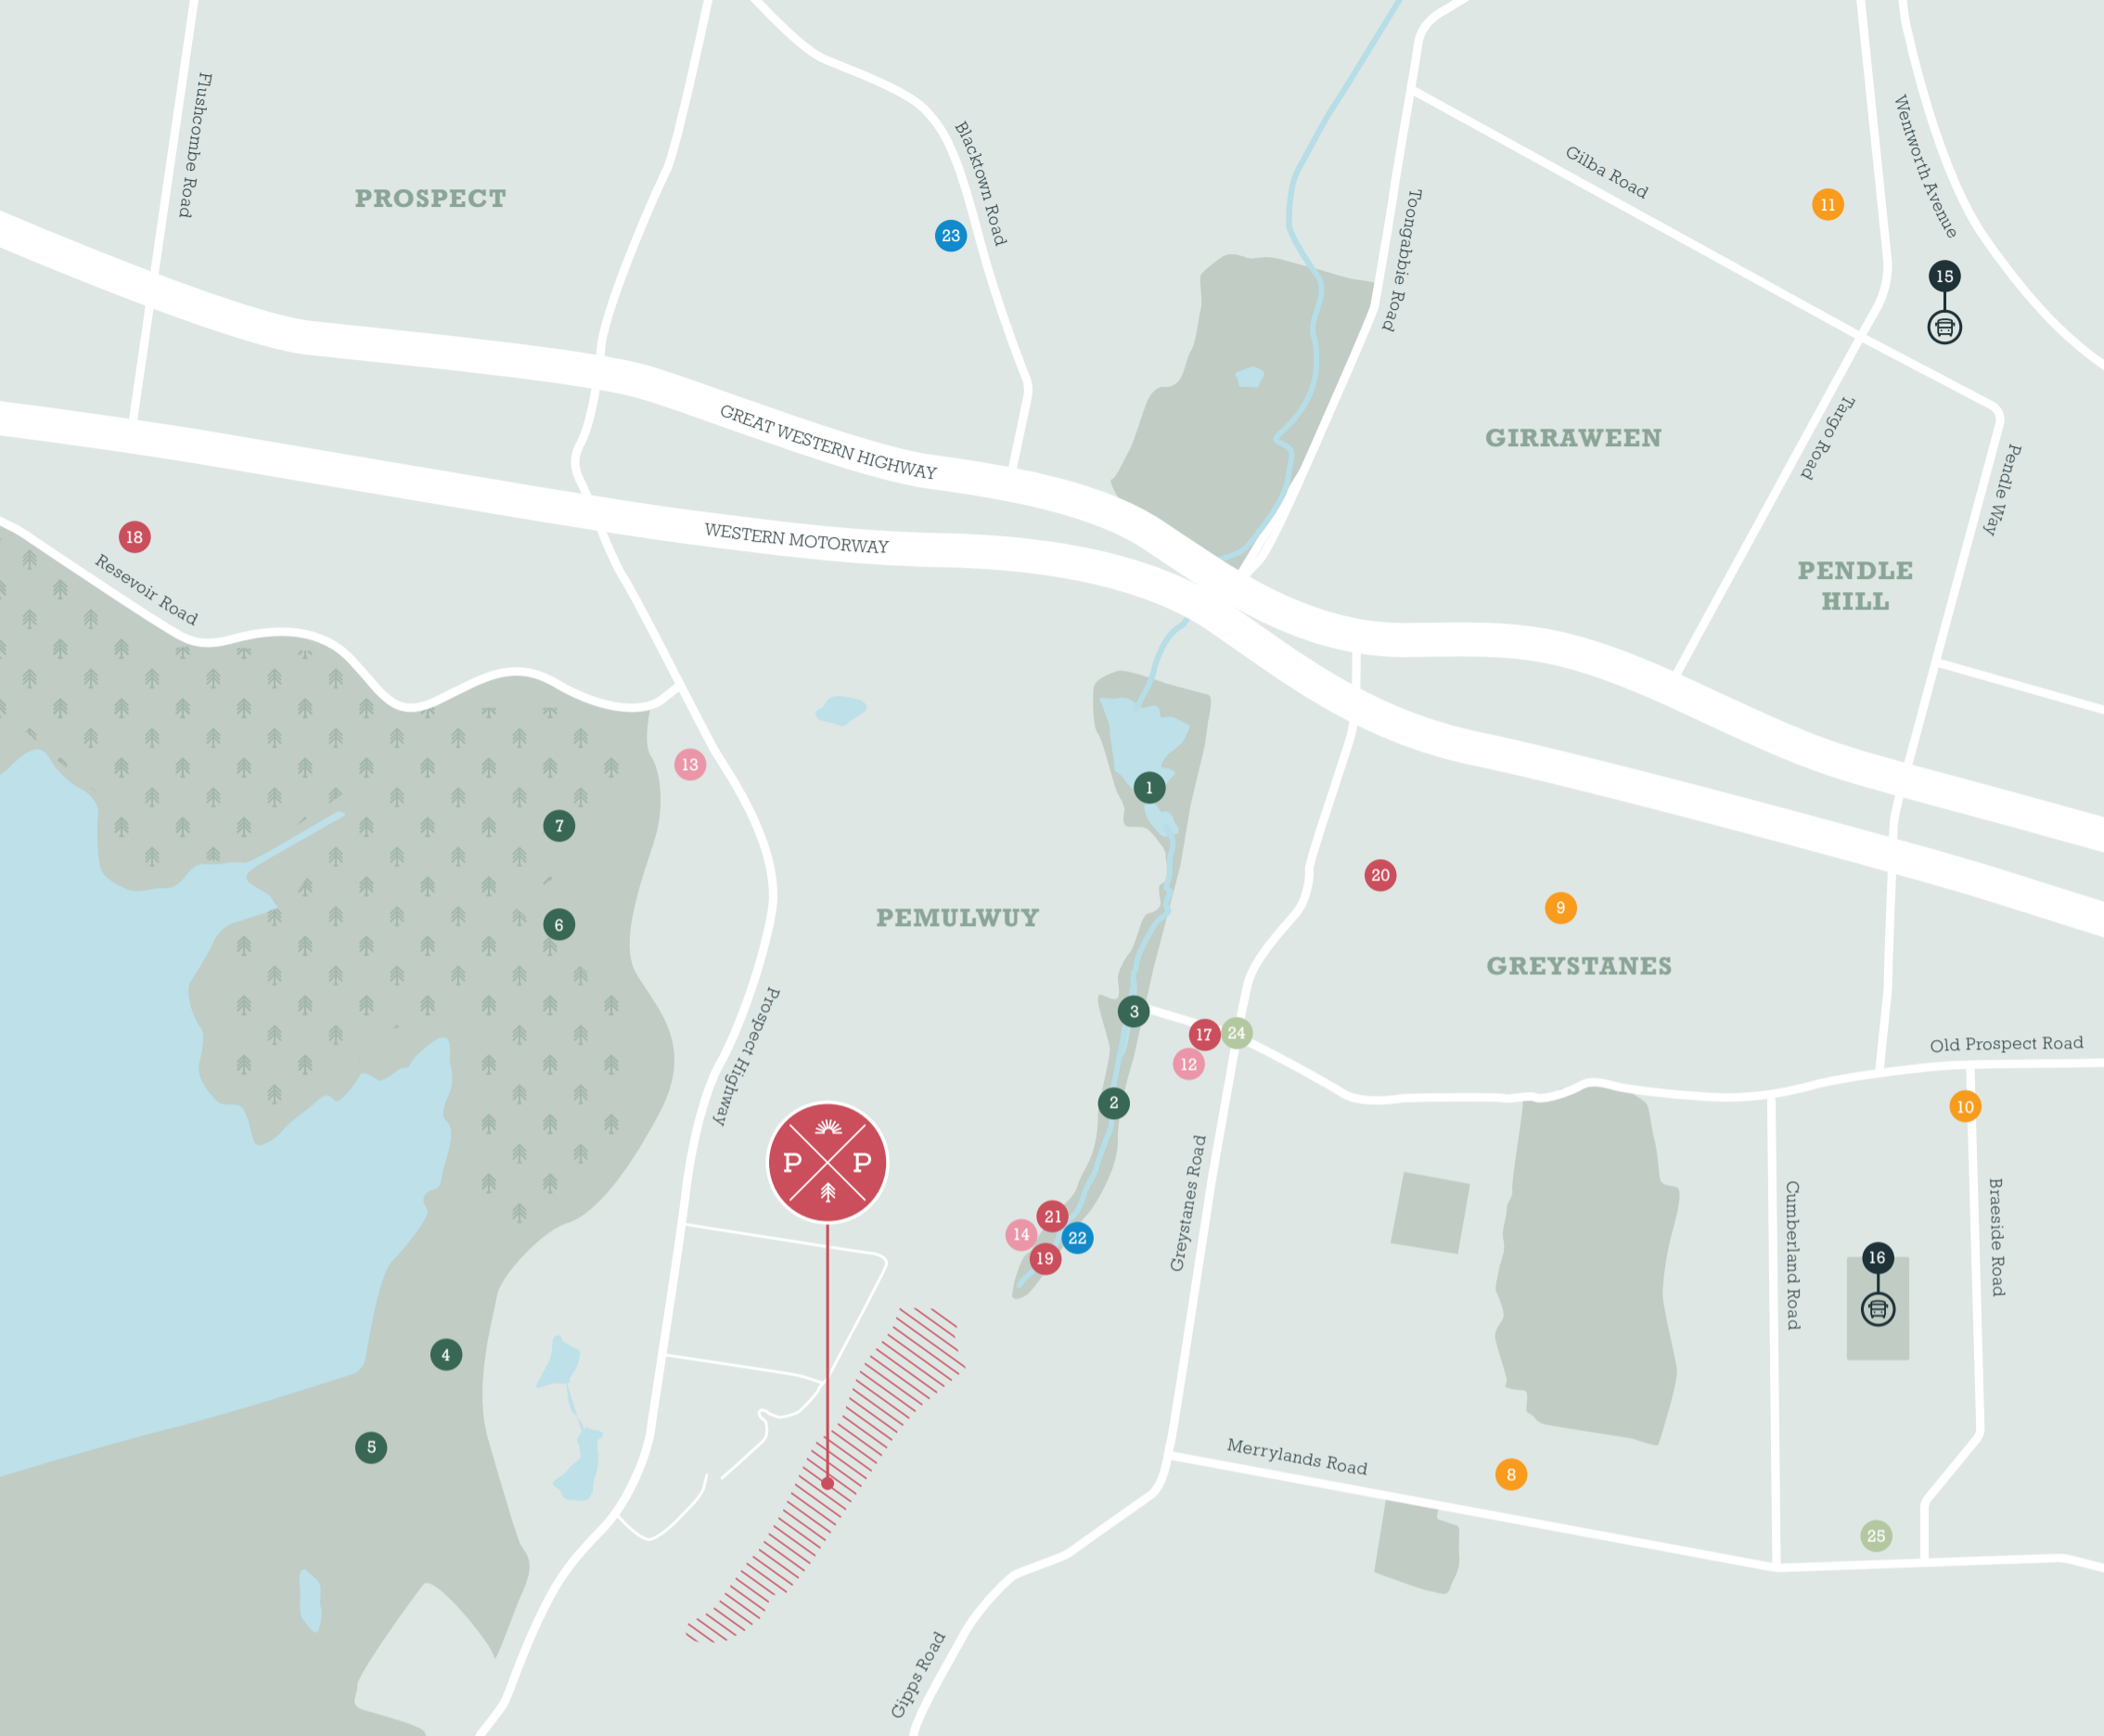 Flushcombe Road
PROSPECT
Blacktown Road
23
Toongabbie Road
Gilba Road
11
Wentworth Avenue
15
GREAT WESTERN HIGHWAY
WESTERN MOTORWAY
GIRRAWEEN
Targo Road
Pendle Way
PENDLE
HILL
18
Resevoir Road
13
1
7
6
PEMULWUY
20
9
GREYSTANES
3
17
24
12
2
Old Prospect Road
10
Prospect Highway
P
P
21
14
22
19
Greystanes Road
Cumberland Road
Braeside Road
16
4
5
Merrylands Road
8
25
Gipps Road